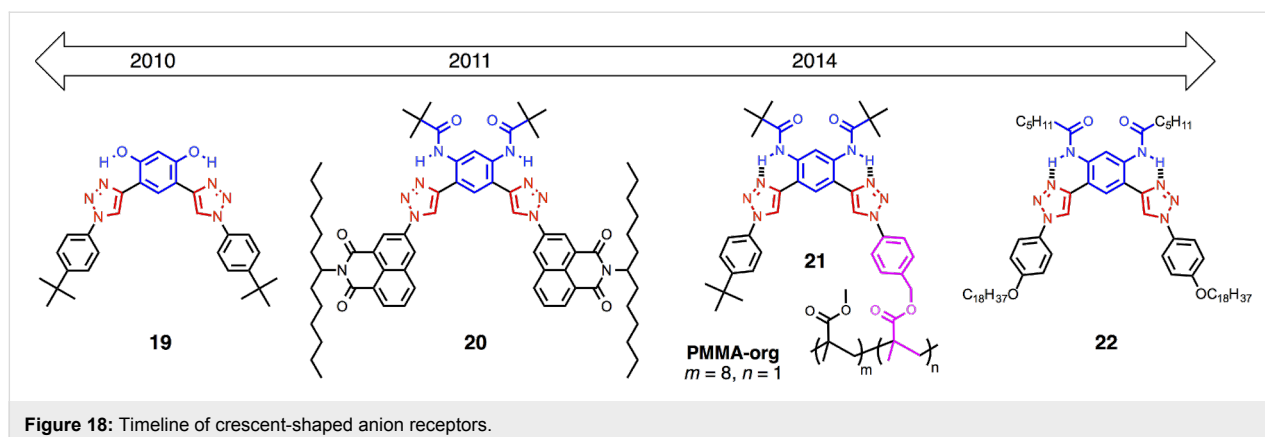 2010 2011 2014
O O
H H
N N N N N N
19
O O
N N
H H
N N N N N N
O N O O N O
20
O O
N N
H H
N N N N N N
21
O O
O O
PMMA-org
m = 8, n = 1
m n
C5H11 O O C5H11
N N
H H
N N N N N N
C18H37O OC18H37
22
Figure 18: Timeline of crescent-shaped anion receptors.